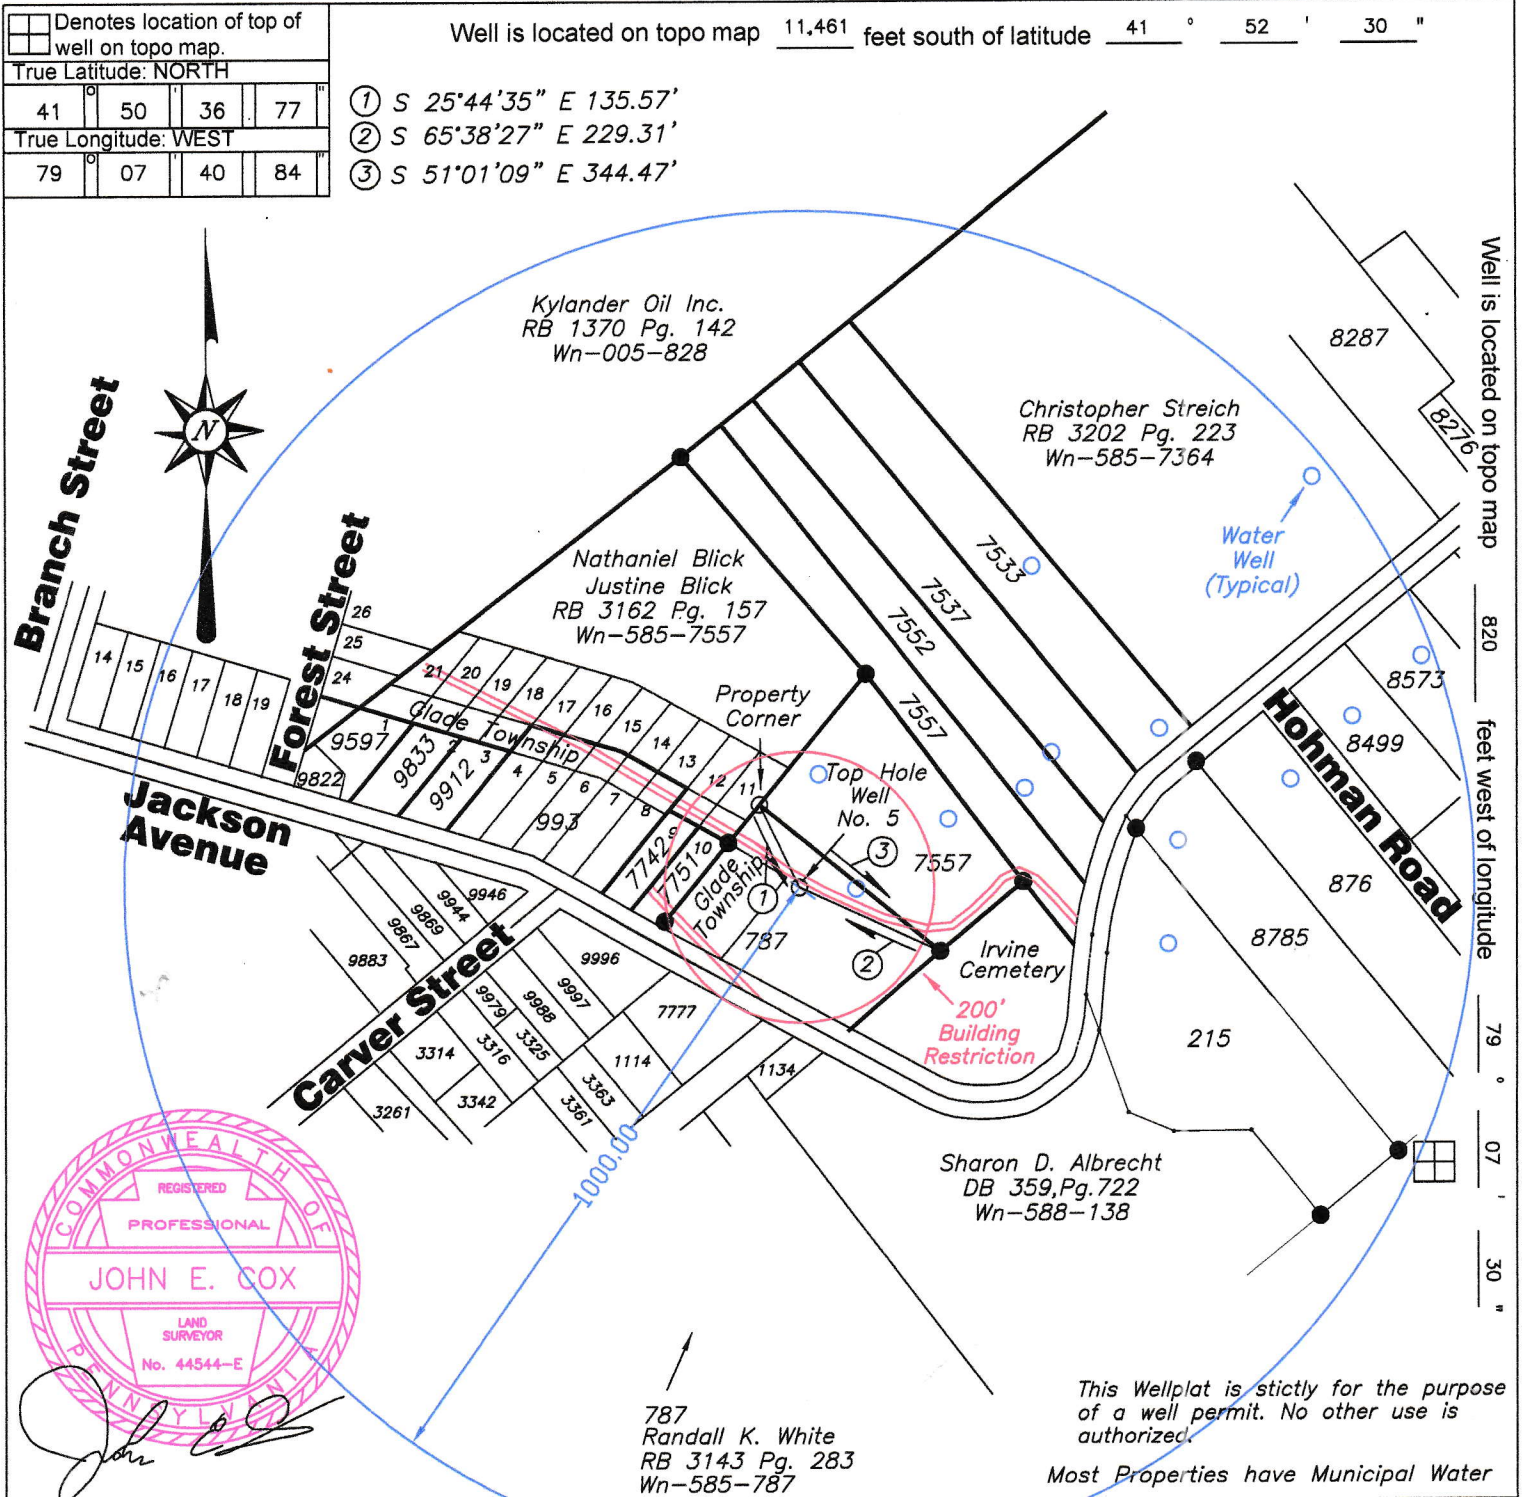 Denotes location of top of
well on topo map.
True Latitude: NORTH
41 ° 50 ' 36 . 77 "
True Longitude: WEST
79 ° 07 ' 40 84 "
Well is located on topo map 11,461 feet south of latitude 41 ° 52 ' 30 "
① S 25°44'35" E 135.57'
② S 65°38'27" E 229.31'
③ S 51°01'09" E 344.47'
Well is located on topo map 820 feet west of longitude 79 ° 07 ' 30 "
Kylander Oil Inc.
RB 1370 Pg. 142
Wn-005-828
Christopher Streich
RB 3202 Pg. 223
Wn-585-7364
8287
8276
Water
Well
(Typical)
N
Branch Street
Forest Street
Nathaniel Blick
Justine Blick
RB 3162 Pg. 157
Wn-585-7557
7533
7537
7552
7557
26
25
24
14
15
16
17
18
19
21
20
19
18
17
16
15
14
13
12
11
Property
Corner
Glade Township
9597
9822
9833
9912
993
7742
7751
1
2
3
4
5
6
7
8
9
10
Top Hole
Well
No. 5
③
7557
①
②
Glade
Township
787
Jackson
Avenue
Irvine
Cemetery
200'
Building
Restriction
Hohman Road
8573
8499
876
8785
215
9946
9944
9869
9867
9883
Carver Street
9996
9997
9988
9979
7777
3325
3316
3314
1114
3363
3361
3342
3261
1134
1000.00
Sharon D. Albrecht
DB 359,Pg.722
Wn-588-138
COMMONWEALTH OF
REGISTERED
PROFESSIONAL
JOHN E. COX
LAND
SURVEYOR
No. 44544-E
PENNSYLVANIA
John E Cox
787
Randall K. White
RB 3143 Pg. 283
Wn-585-787
This Wellplat is stictly for the purpose
of a well permit. No other use is
authorized.
Most Properties have Municipal Water